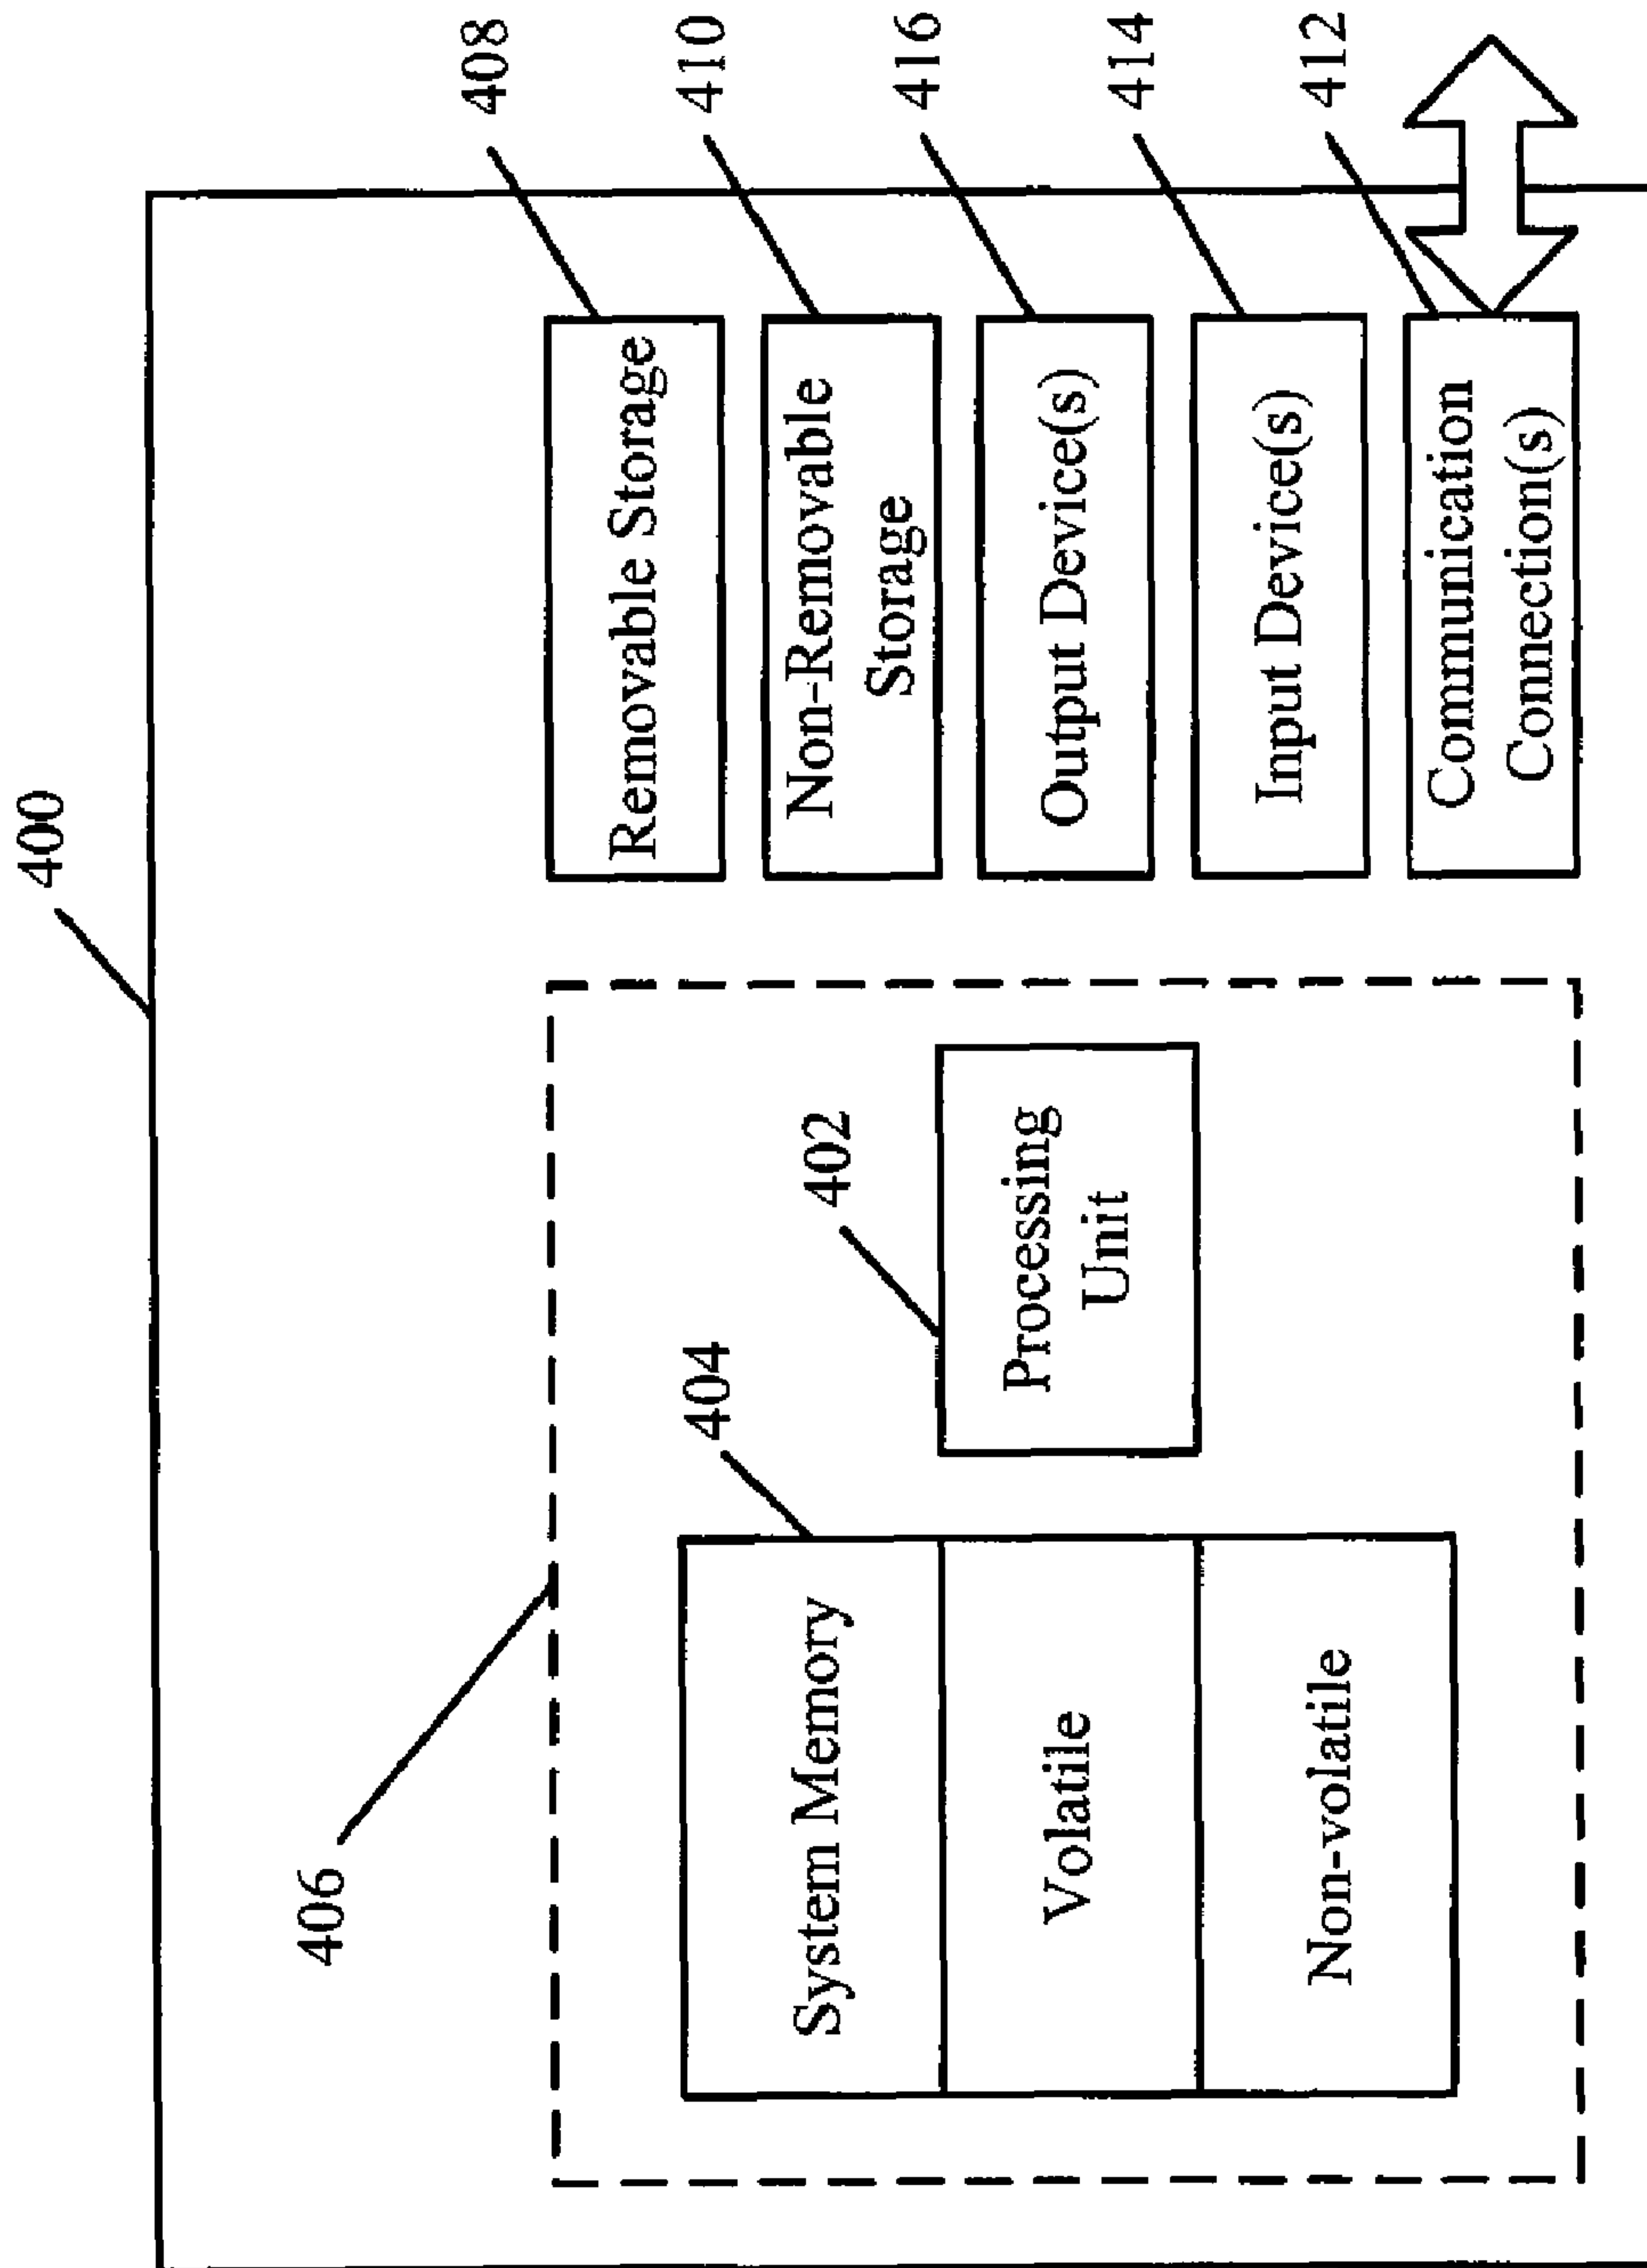 400
406
404
System Memory
Volatile
Non-volatile
402
Processing
Unit
Removable Storage
408
Non-Removable
Storage
410
Output Device(s)
416
Input Device(s)
414
Communication
Connection(s)
412